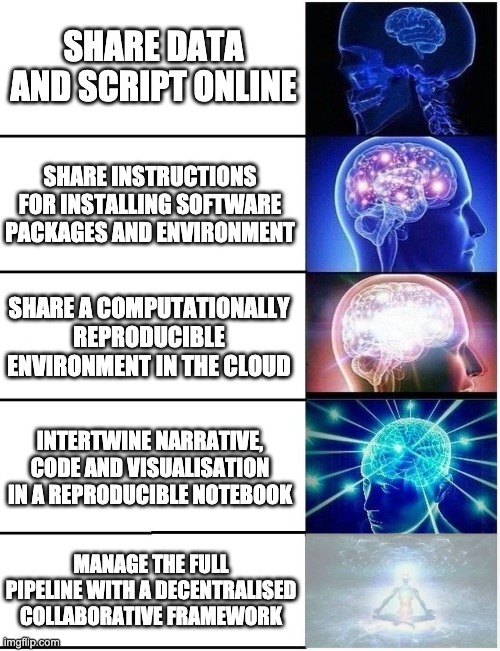 SHARE DATA
AND SCRIPT ONLINE
SHARE INSTRUCTIONS
FOR INSTALLING SOFTWARE
PACKAGES AND ENVIRONMENT
SHARE A COMPUTATIONALLY
REPRODUCIBLE
ENVIRONMENT IN THE CLOUD
INTERTWINE NARRATIVE,
CODE AND VISUALISATION
IN A REPRODUCIBLE NOTEBOOK
MANAGE THE FULL
PIPELINE WITH A DECENTRALISED
COLLABORATIVE FRAMEWORK
imgflip.com